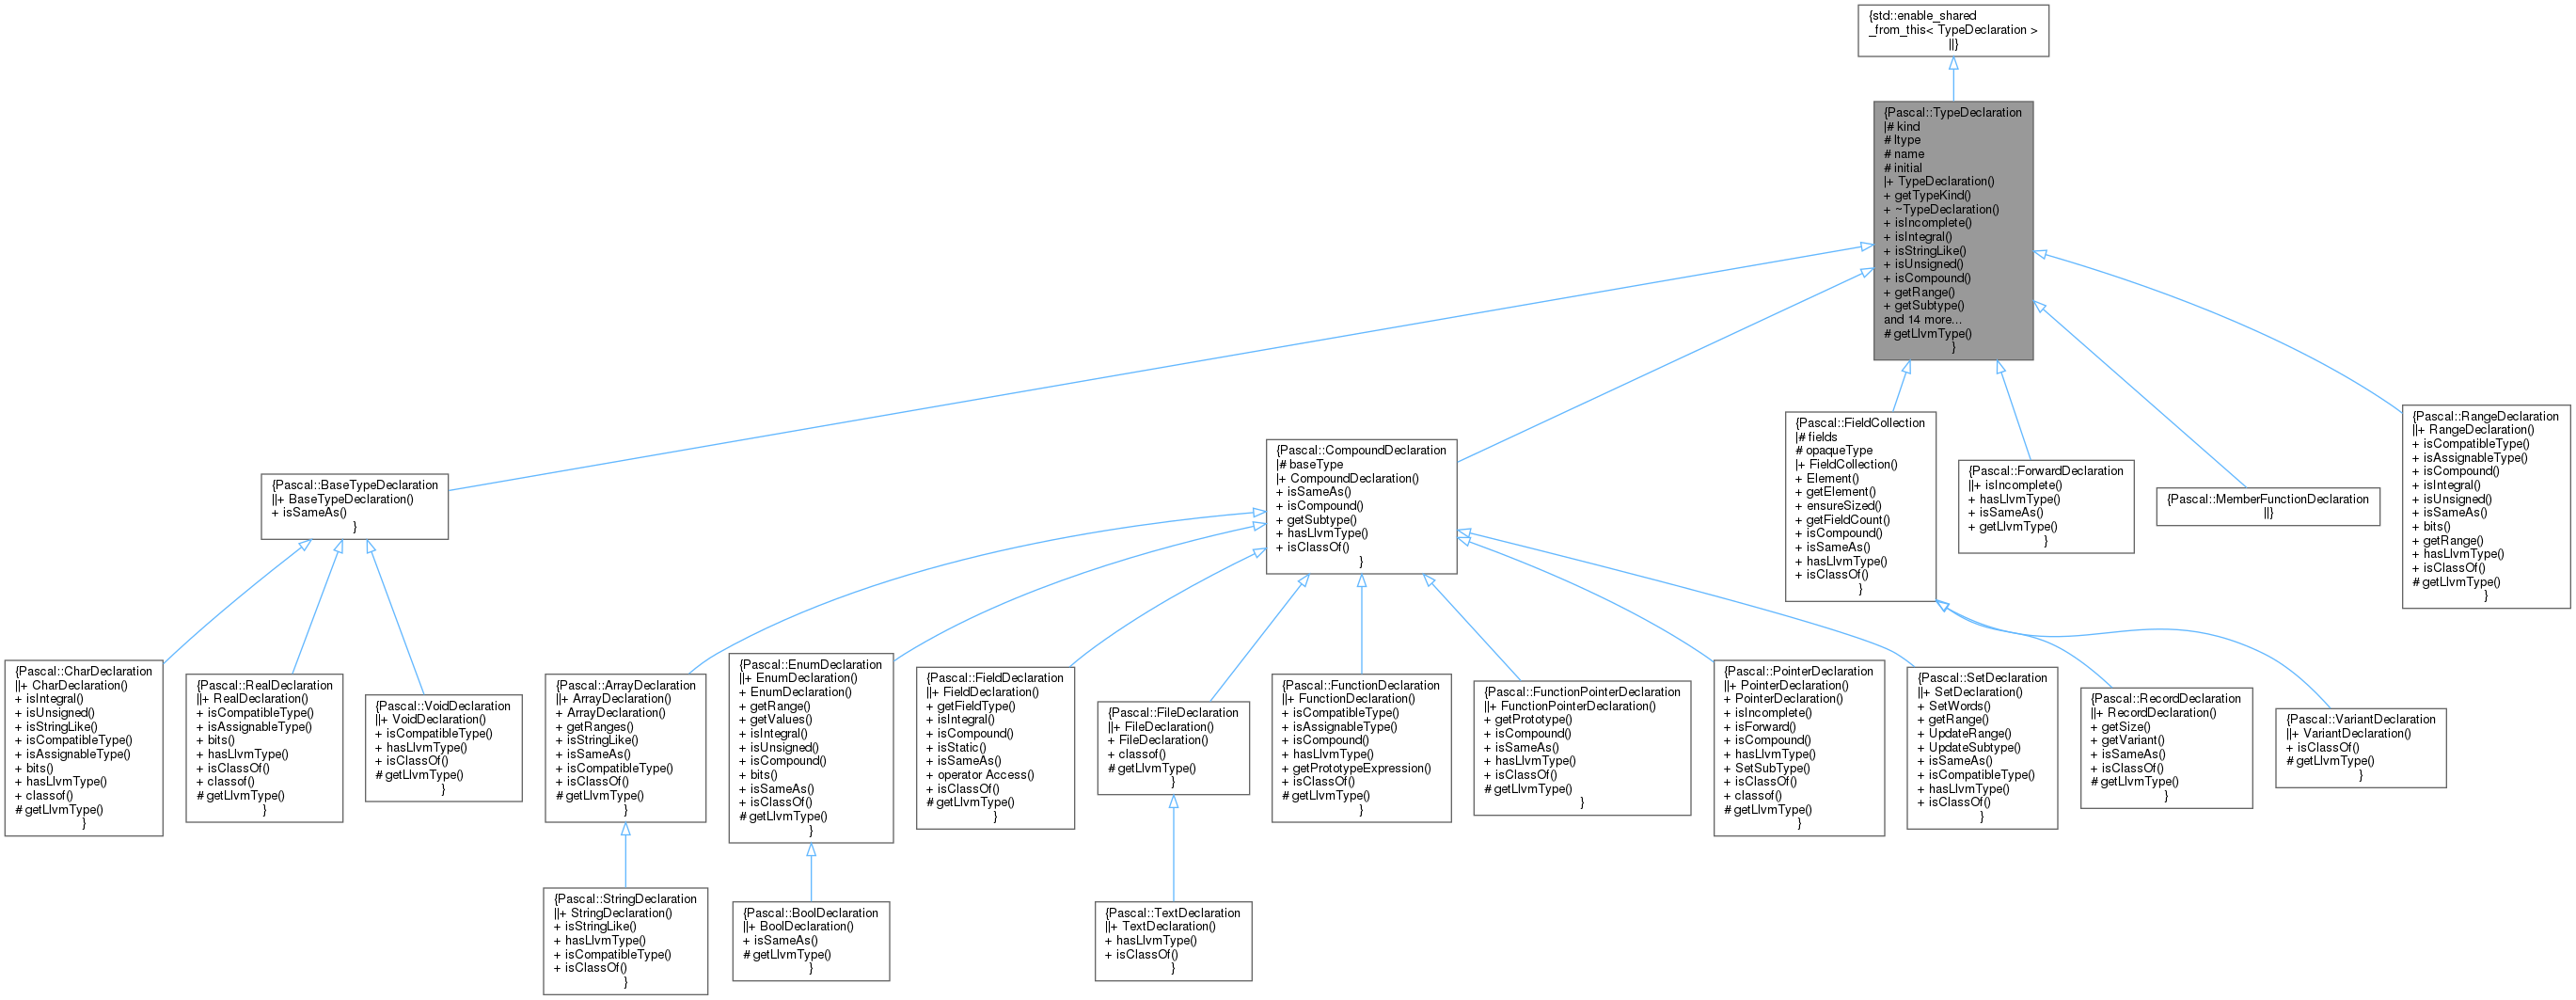 {std::enable_shared
_from_this< TypeDeclaration >
||}
{Pascal::TypeDeclaration
|# kind
# ltype
# name
# initial
|+ TypeDeclaration()
+ getTypeKind()
+ ~TypeDeclaration()
+ isIncomplete()
+ isIntegral()
+ isStringLike()
+ isUnsigned()
+ isCompound()
+ getRange()
+ getSubtype()
and 14 more...
# getLlvmType()
}
{Pascal::BaseTypeDeclaration
||+ BaseTypeDeclaration()
+ isSameAs()
}
{Pascal::CompoundDeclaration
|# baseType
|+ CompoundDeclaration()
+ isSameAs()
+ isCompound()
+ getSubtype()
+ hasLlvmType()
+ isClassOf()
}
{Pascal::FieldCollection
|# fields
# opaqueType
|+ FieldCollection()
+ Element()
+ getElement()
+ ensureSized()
+ getFieldCount()
+ isCompound()
+ isSameAs()
+ hasLlvmType()
+ isClassOf()
}
{Pascal::ForwardDeclaration
||+ isIncomplete()
+ hasLlvmType()
+ isSameAs()
+ getLlvmType()
}
{Pascal::MemberFunctionDeclaration
||}
{Pascal::RangeDeclaration
||+ RangeDeclaration()
+ isCompatibleType()
+ isAssignableType()
+ isCompound()
+ isIntegral()
+ isUnsigned()
+ isSameAs()
+ bits()
+ getRange()
+ hasLlvmType()
+ isClassOf()
# getLlvmType()
}
{Pascal::CharDeclaration
||+ CharDeclaration()
+ isIntegral()
+ isUnsigned()
+ isStringLike()
+ isCompatibleType()
+ isAssignableType()
+ bits()
+ hasLlvmType()
+ classof()
# getLlvmType()
}
{Pascal::RealDeclaration
||+ RealDeclaration()
+ isCompatibleType()
+ isAssignableType()
+ bits()
+ hasLlvmType()
+ isClassOf()
+ classof()
# getLlvmType()
}
{Pascal::VoidDeclaration
||+ VoidDeclaration()
+ isCompatibleType()
+ hasLlvmType()
+ isClassOf()
# getLlvmType()
}
{Pascal::ArrayDeclaration
||+ ArrayDeclaration()
+ ArrayDeclaration()
+ getRanges()
+ isStringLike()
+ isSameAs()
+ isCompatibleType()
+ isClassOf()
# getLlvmType()
}
{Pascal::EnumDeclaration
||+ EnumDeclaration()
+ EnumDeclaration()
+ getRange()
+ getValues()
+ isIntegral()
+ isUnsigned()
+ isCompound()
+ bits()
+ isSameAs()
+ isClassOf()
# getLlvmType()
}
{Pascal::FieldDeclaration
||+ FieldDeclaration()
+ getFieldType()
+ isIntegral()
+ isCompound()
+ isStatic()
+ isSameAs()
+ operator Access()
+ isClassOf()
# getLlvmType()
}
{Pascal::FileDeclaration
||+ FileDeclaration()
+ FileDeclaration()
+ classof()
# getLlvmType()
}
{Pascal::FunctionDeclaration
||+ FunctionDeclaration()
+ isCompatibleType()
+ isAssignableType()
+ isCompound()
+ hasLlvmType()
+ getPrototypeExpression()
+ isClassOf()
# getLlvmType()
}
{Pascal::FunctionPointerDeclaration
||+ FunctionPointerDeclaration()
+ getPrototype()
+ isCompound()
+ isSameAs()
+ hasLlvmType()
+ isClassOf()
# getLlvmType()
}
{Pascal::PointerDeclaration
||+ PointerDeclaration()
+ PointerDeclaration()
+ isIncomplete()
+ isForward()
+ isCompound()
+ hasLlvmType()
+ SetSubType()
+ isClassOf()
+ classof()
# getLlvmType()
}
{Pascal::SetDeclaration
||+ SetDeclaration()
+ SetWords()
+ getRange()
+ UpdateRange()
+ UpdateSubtype()
+ isSameAs()
+ isCompatibleType()
+ hasLlvmType()
+ isClassOf()
}
{Pascal::RecordDeclaration
||+ RecordDeclaration()
+ getSize()
+ getVariant()
+ isSameAs()
+ isClassOf()
# getLlvmType()
}
{Pascal::VariantDeclaration
||+ VariantDeclaration()
+ isClassOf()
# getLlvmType()
}
{Pascal::StringDeclaration
||+ StringDeclaration()
+ isStringLike()
+ hasLlvmType()
+ isCompatibleType()
+ isClassOf()
}
{Pascal::BoolDeclaration
||+ BoolDeclaration()
+ isSameAs()
# getLlvmType()
}
{Pascal::TextDeclaration
||+ TextDeclaration()
+ hasLlvmType()
+ isClassOf()
}